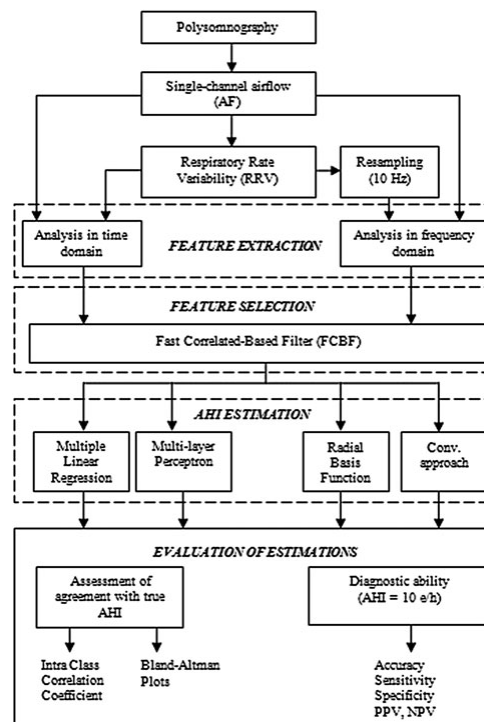 Polysomnography
Single-channel airflow
(AF)
Respiratory Rate
Variability (RRV)
Resampling
(10 Hz)
Analysis in time
domain
FEATURE EXTRACTION
Analysis in frequency
domain
FEATURE SELECTION
Fast Correlated-Based Filter (FCBF)
AHI ESTIMATION
Multiple
Linear
Regression
Multi-layer
Perceptron
Radial
Basis
Function
Conv.
approach
EVALUATION OF ESTIMATIONS
Assessment of
agreement with true
AHI
Diagnostic ability
(AHI = 10 e/h)
Intra Class
Correlation
Coefficient
Bland-Altman
Plots
Accuracy
Sensitivity
Specificity
PPV, NPV